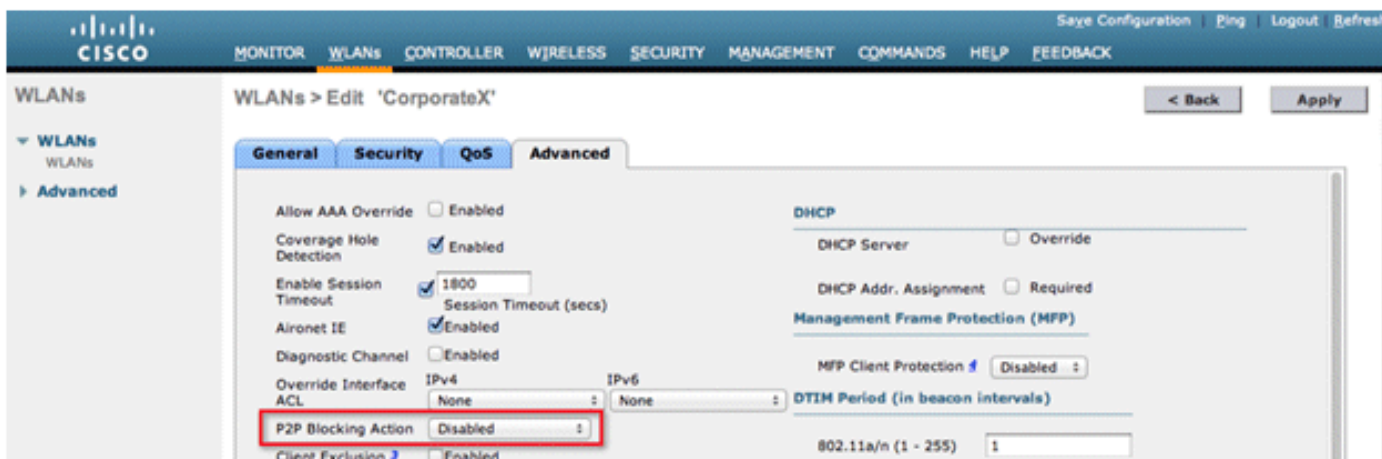 Save Configuration | Ping | Logout | Refresh
CISCO
MONITOR WLANs CONTROLLER WIRELESS SECURITY MANAGEMENT COMMANDS HELP FEEDBACK
WLANs
WLANs > Edit 'CorporateX'
< Back
Apply
WLANs
WLANs
Advanced
General
Security
QoS
Advanced
Allow AAA Override Enabled
Coverage Hole
Detection
Enabled
Enable Session
Timeout
1800
Session Timeout (secs)
Aironet IE Enabled
Diagnostic Channel Enabled
Override Interface
ACL
IPv4
None
IPv6
None
P2P Blocking Action Disabled
Client Exclusion Enabled
DHCP
DHCP Server Override
DHCP Addr. Assignment Required
Management Frame Protection (MFP)
MFP Client Protection Disabled
DTIM Period (in beacon intervals)
802.11a/n (1 - 255) 1